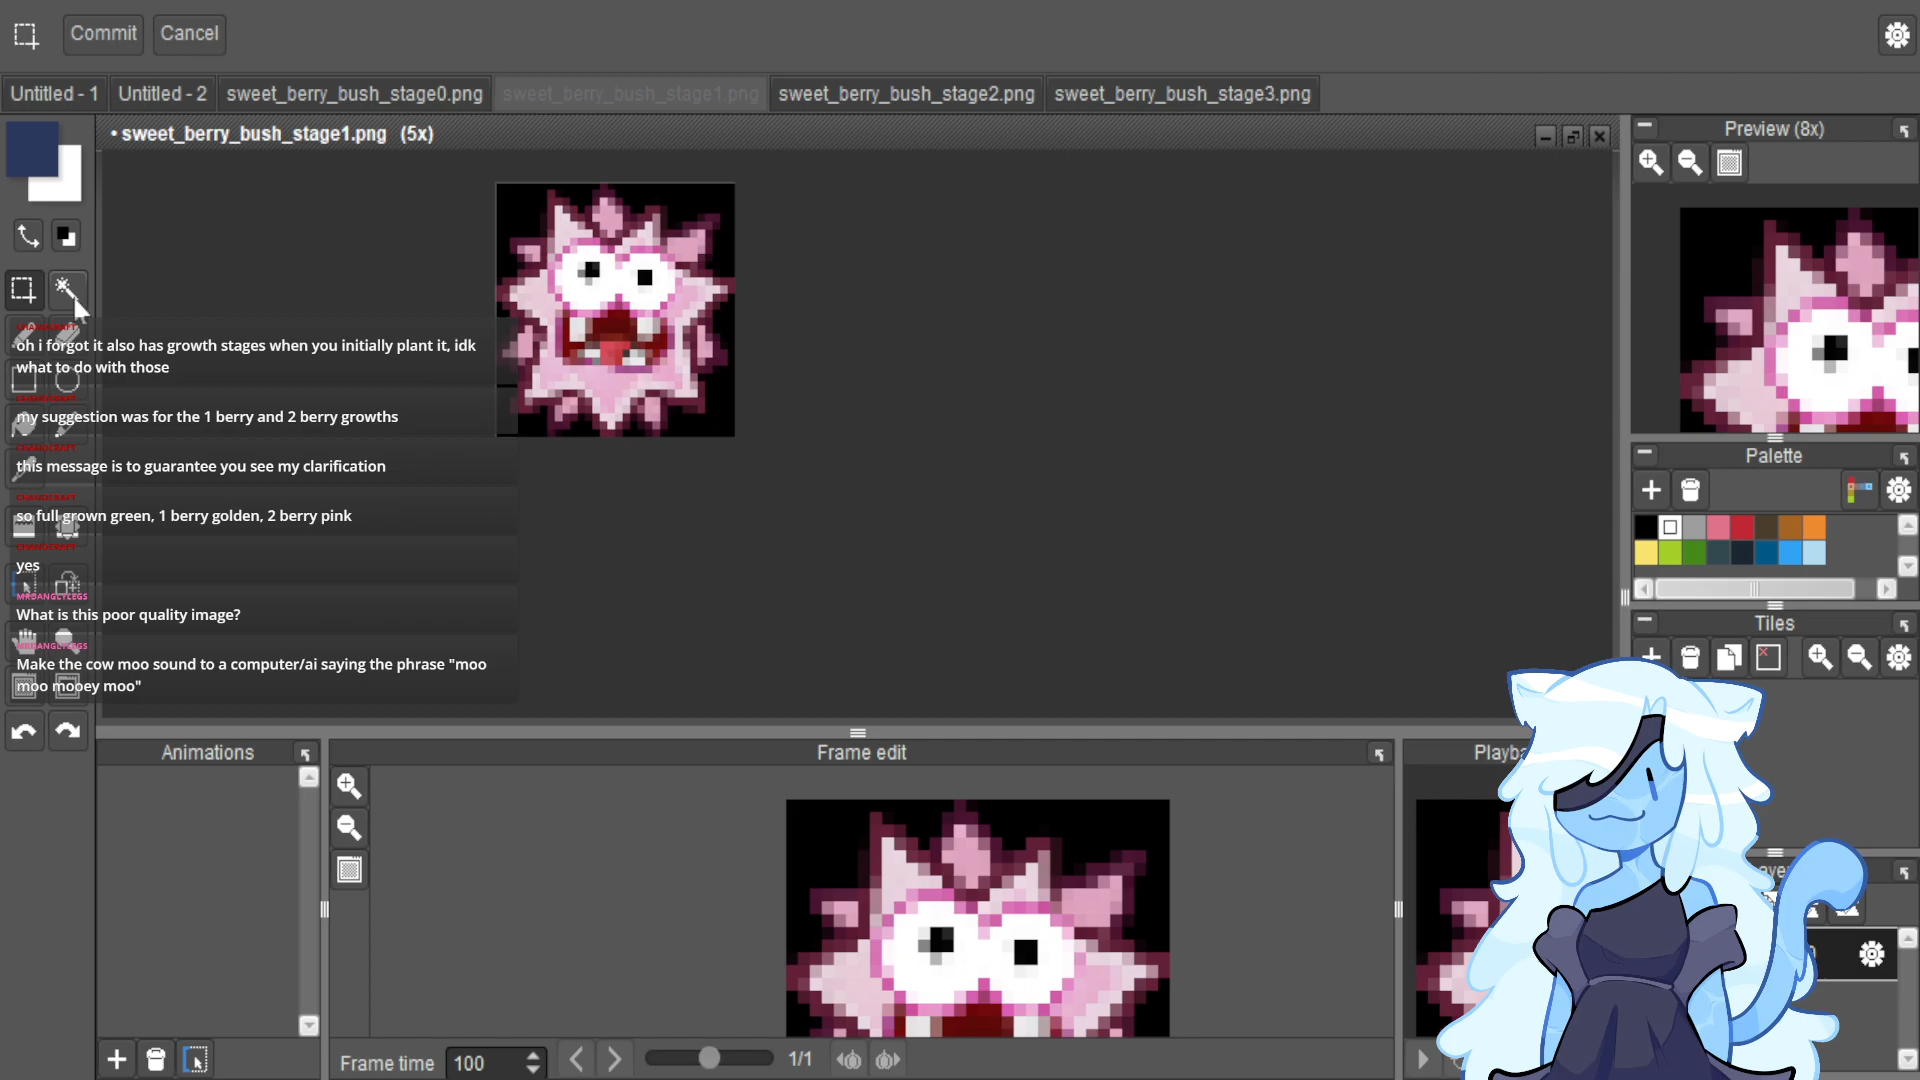 Commit Cancel
Untitled - 1 Untitled - 2 sweet_berry_bush_stage0.png sweet_berry_bush_stage1.png sweet_berry_bush_stage2.png sweet_berry_bush_stage3.png
• sweet_berry_bush_stage1.png (5x)
Preview (8x)
CHANDCRAFT
oh i forgot it also has growth stages when you initially plant it, idk
what to do with those
my suggestion was for the 1 berry and 2 berry growths
this message is to guarantee you see my clarification
so full grown green, 1 berry golden, 2 berry pink
yes
MRDANGLYLEGS
What is this poor quality image?
MRDANGLYLEGS
Make the cow moo sound to a computer/ai saying the phrase "moo
moo mooey moo"
Palette
Tiles
Animations
Frame edit
Frame time 100 1/1